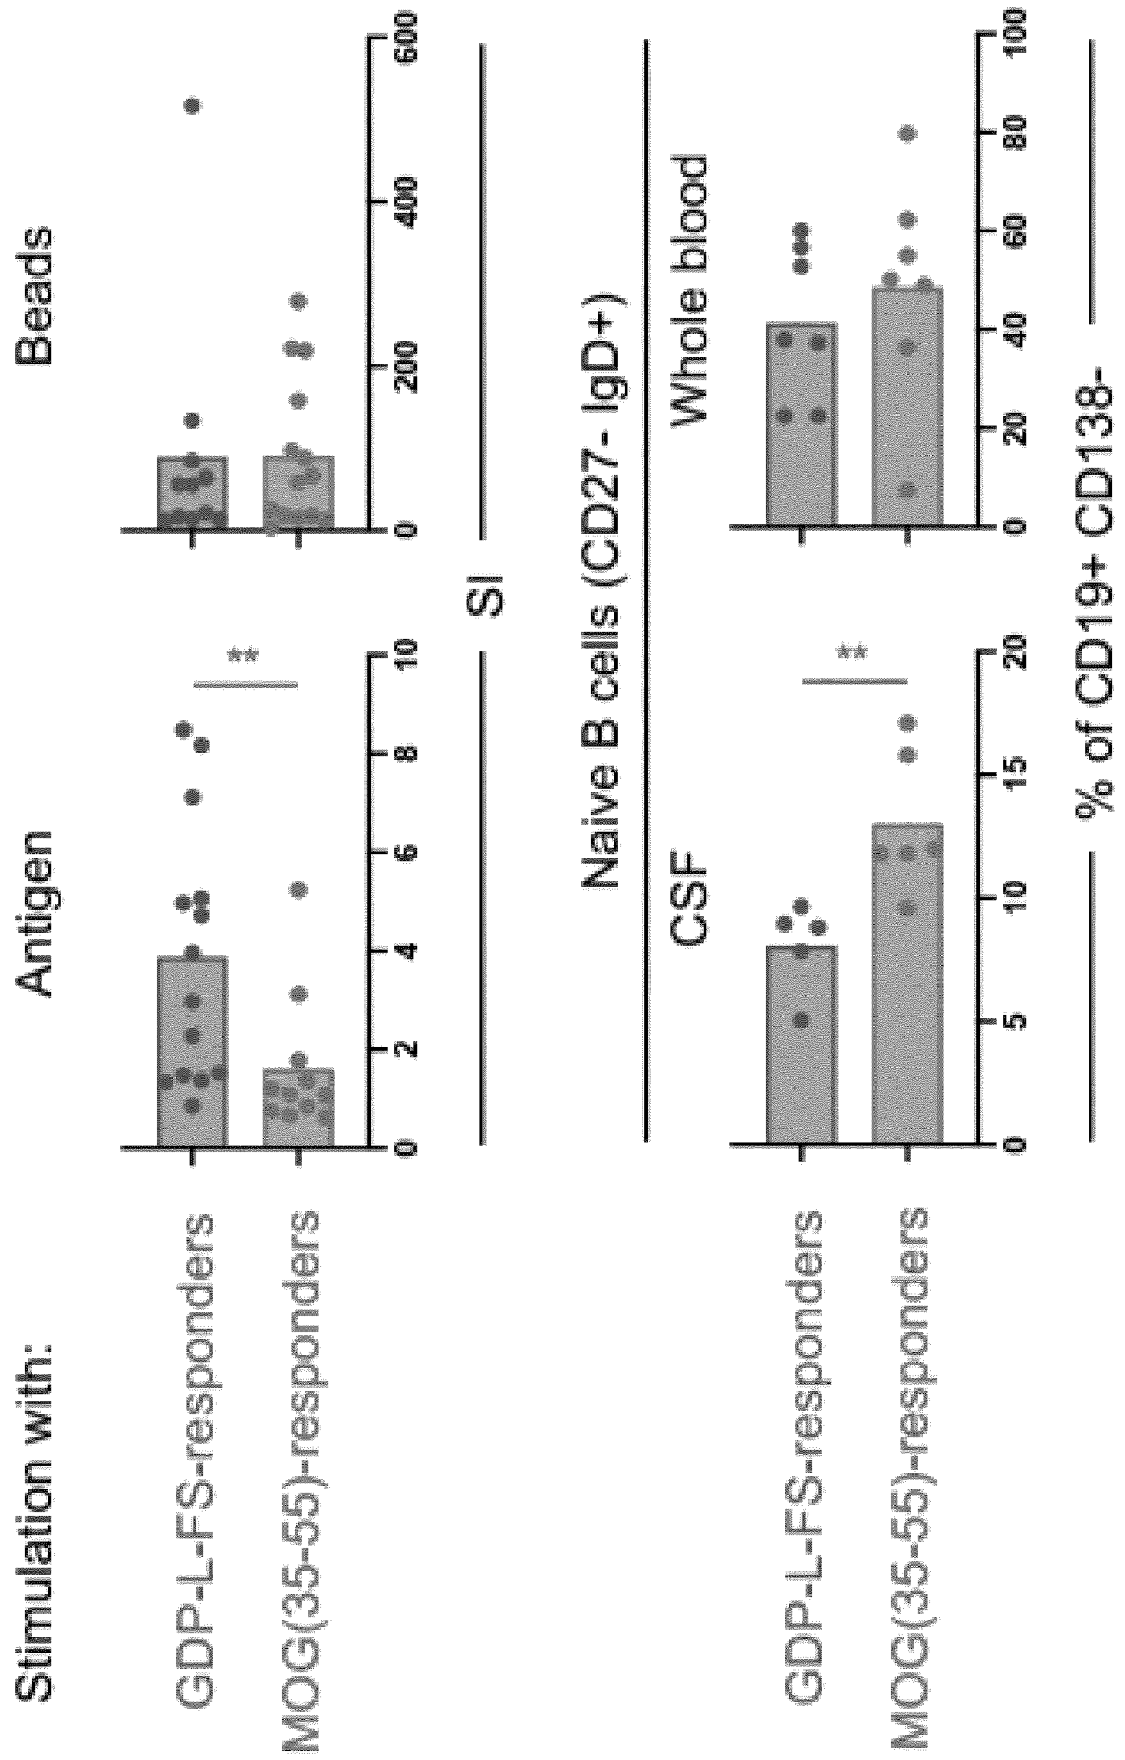 Stimulation with:
Antigen
Beads
GDP-L-FS-responders
MOG(35-55)-responders
**
0 2 4 6 8 10
0 200 400 600
SI
Naive B cells (CD27- IgD+)
CSF
Whole blood
GDP-L-FS-responders
MOG(35-55)-responders
**
0 5 10 15 20
0 20 40 60 80 100
% of CD19+ CD138-